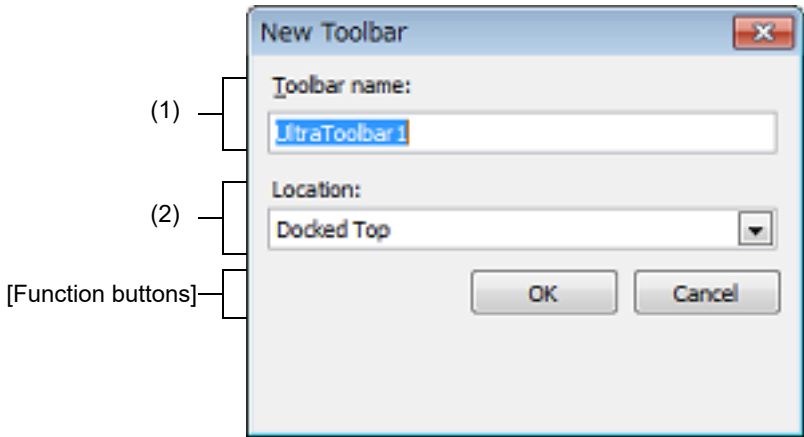 New Toolbar
(1)
Toolbar name:
UltraToolbar1
(2)
Location:
Docked Top
[Function buttons]
OK Cancel